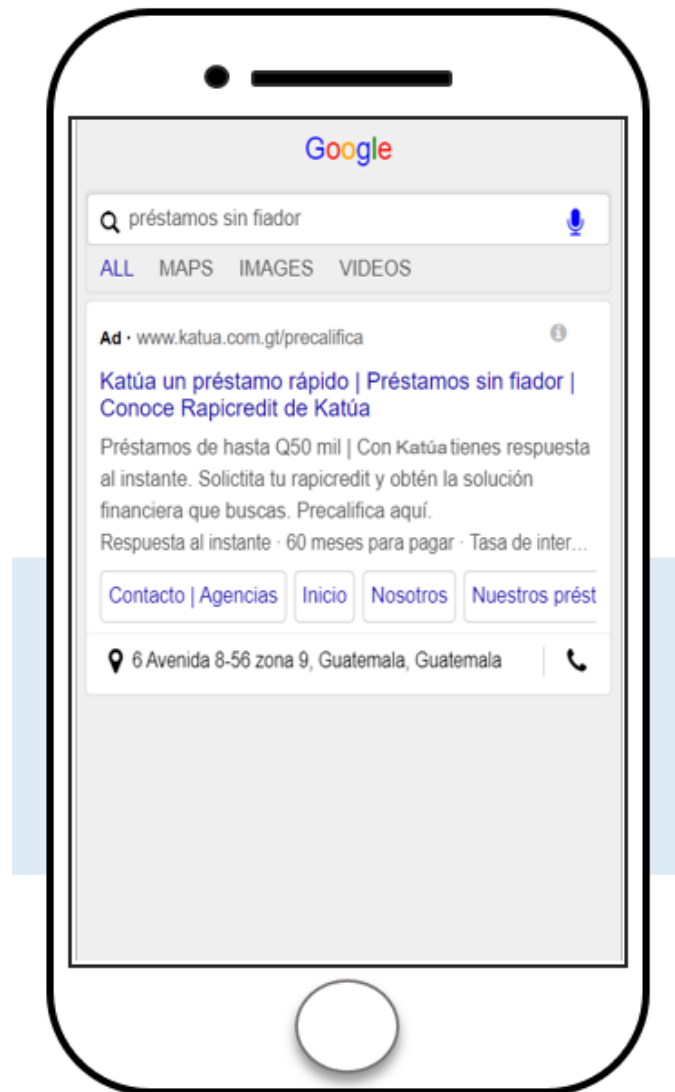 Google
préstamos sin fiador
ALL MAPS IMAGES VIDEOS
Ad · www.katua.com.gt/precalifica
Katúa un préstamo rápido | Préstamos sin fiador |
Conoce Rapicredit de Katúa
Préstamos de hasta Q50 mil | Con Katúa tienes respuesta
al instante. Solictita tu rapicredit y obtén la solución
financiera que buscas. Precalifica aquí.
Respuesta al instante · 60 meses para pagar · Tasa de inter...
Contacto | Agencias Inicio Nosotros Nuestros prést
6 Avenida 8-56 zona 9, Guatemala, Guatemala